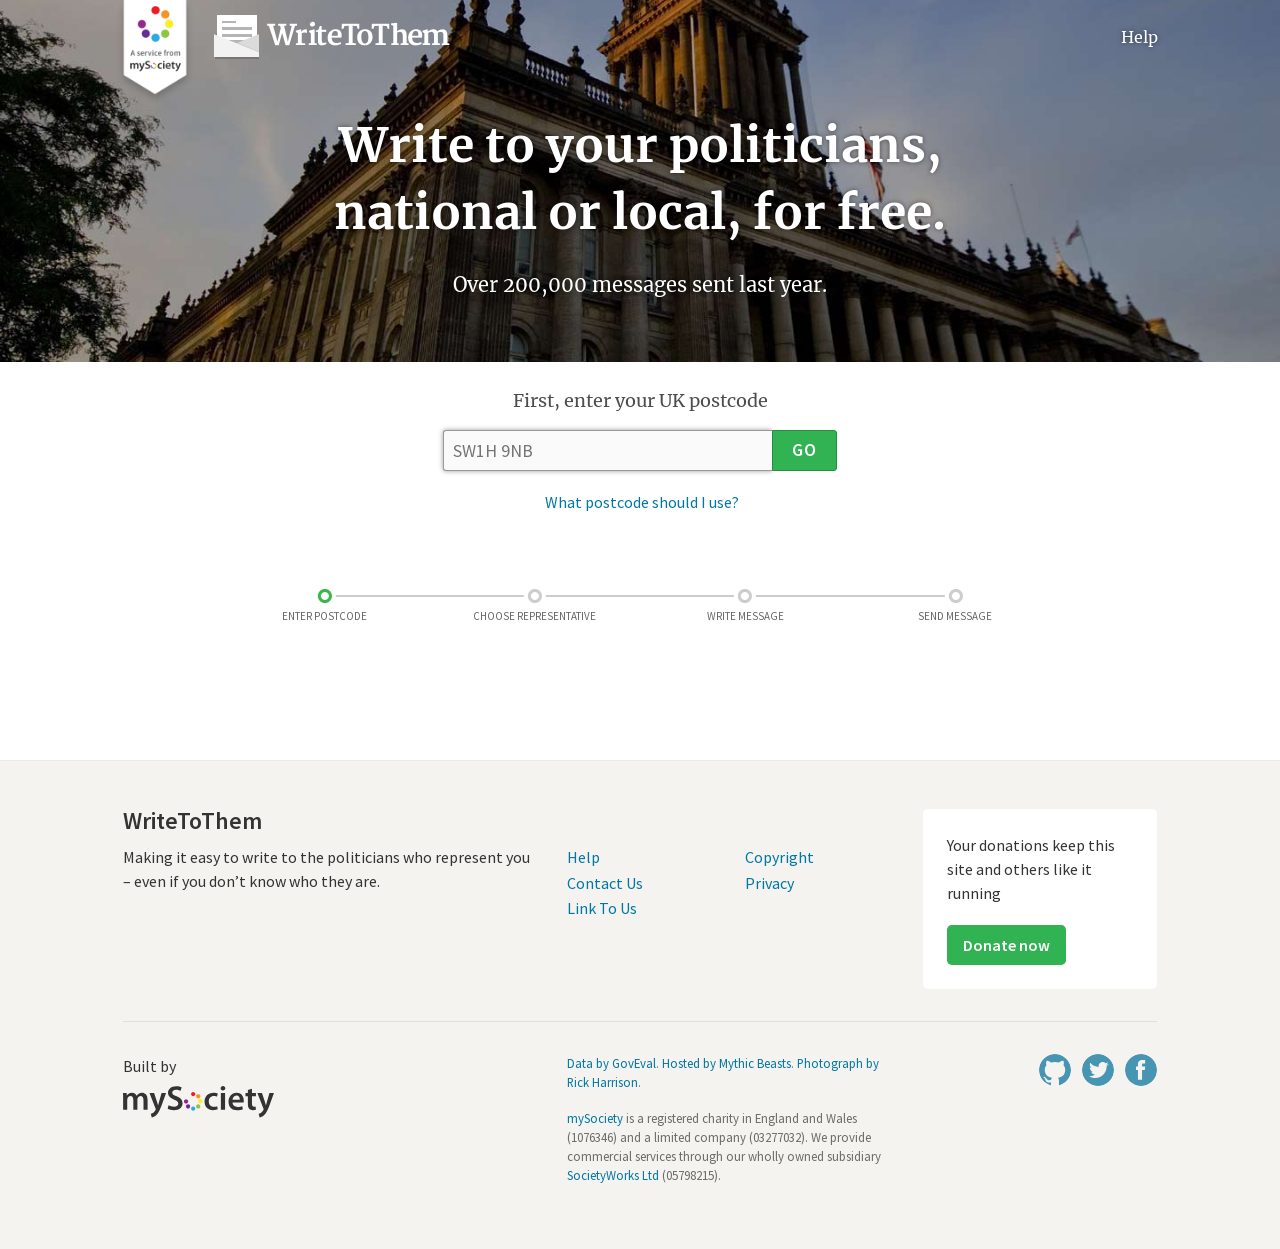 A service from
mySociety
WriteToThem
Help
Write to your politicians,
national or local, for free.
Over 200,000 messages sent last year.
First, enter your UK postcode
SW1H 9NB
GO
What postcode should I use?
ENTER POSTCODE
CHOOSE REPRESENTATIVE
WRITE MESSAGE
SEND MESSAGE
WriteToThem
Making it easy to write to the politicians who represent you
– even if you don’t know who they are.
Help
Contact Us
Link To Us
Copyright
Privacy
Your donations keep this
site and others like it
running
Donate now
Built by
mySociety
Data by GovEval. Hosted by Mythic Beasts. Photograph by
Rick Harrison.
mySociety is a registered charity in England and Wales
(1076346) and a limited company (03277032). We provide
commercial services through our wholly owned subsidiary
SocietyWorks Ltd (05798215).